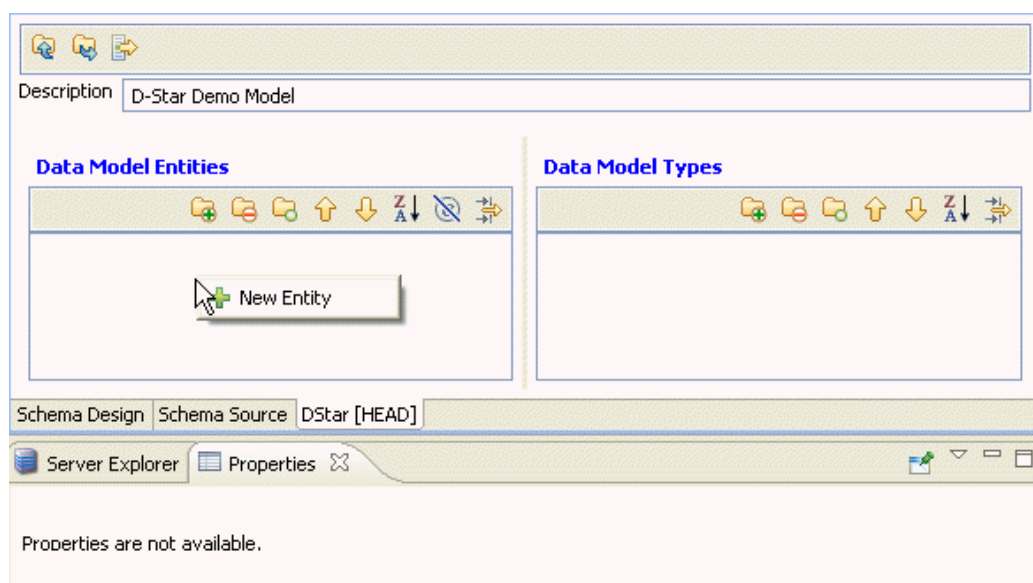 Description D-Star Demo Model
Data Model Entities Data Model Types
Z
A
Z
A
New Entity
Schema Design Schema Source DStar [HEAD]
Server Explorer Properties
Properties are not available.